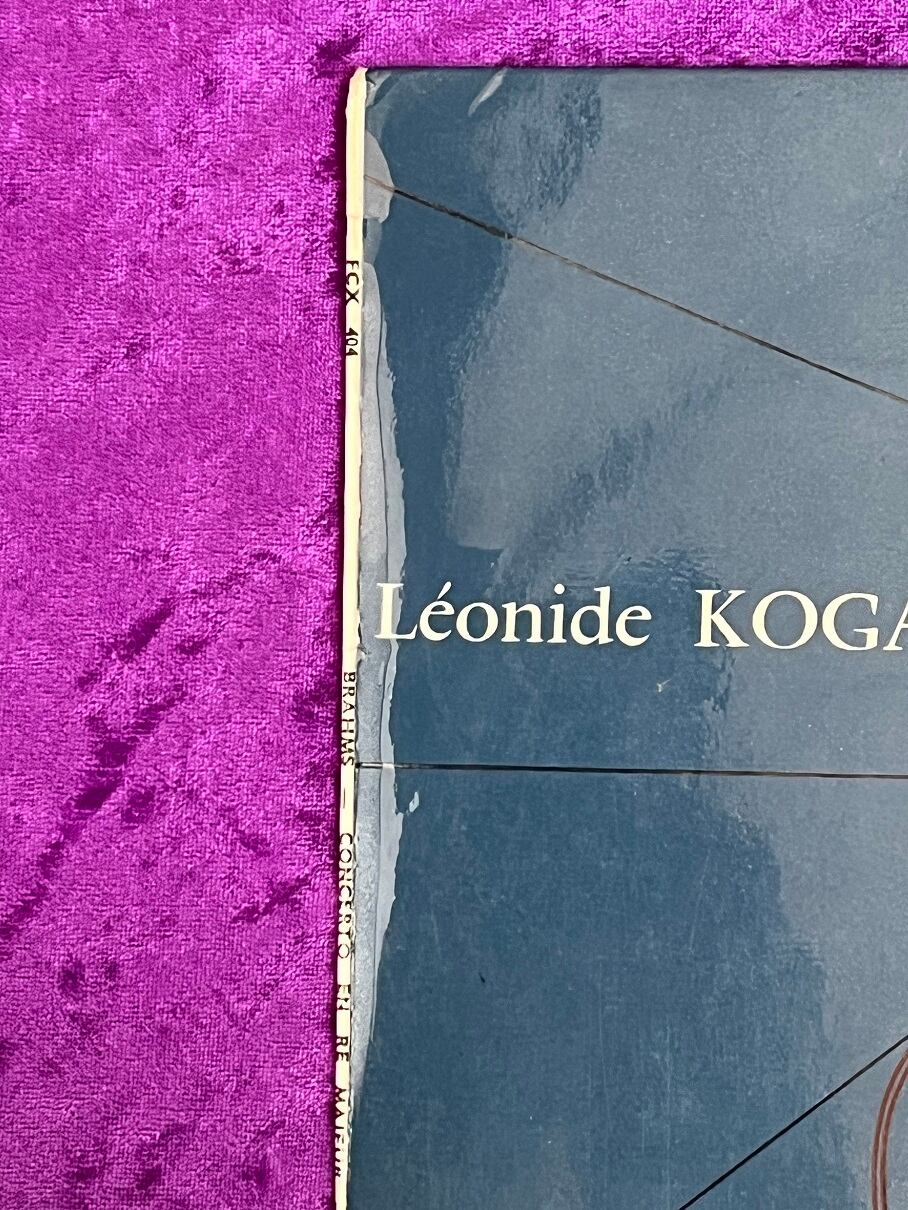 FCX 404
BRAHMS — CONCERTO EN RE MAJEUR
Léonide KOGA